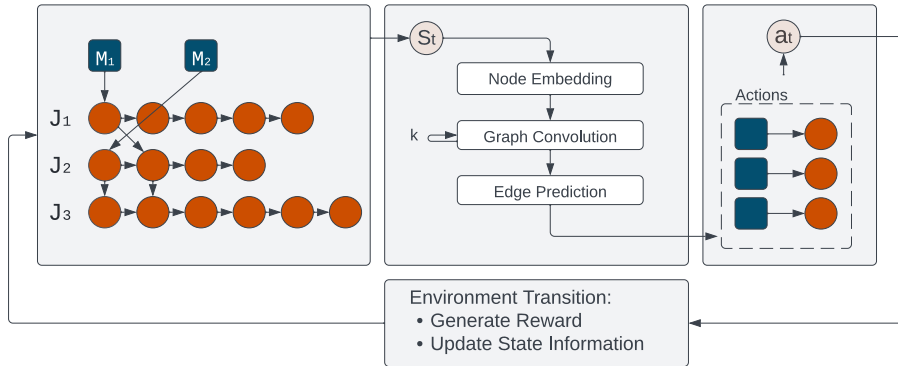 M₁
M₂
J₁
J₂
J₃
Sₜ
Node Embedding
k
Graph Convolution
Edge Prediction
aₜ
Actions
Environment Transition:
• Generate Reward
• Update State Information